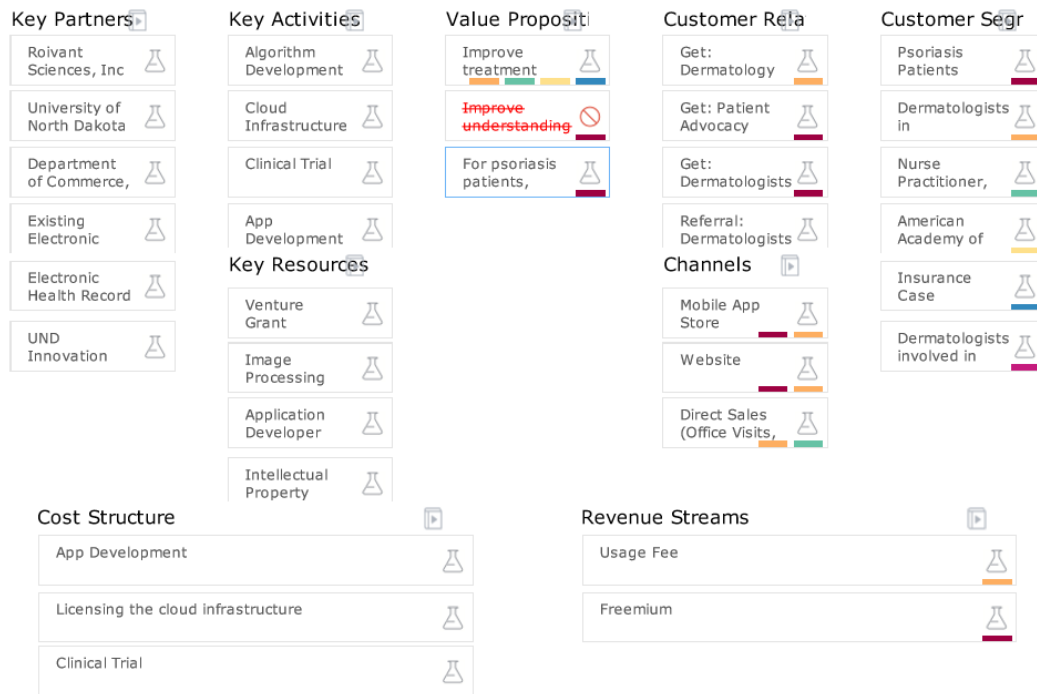 Key Partners
Roivant
Sciences, Inc
University of
North Dakota
Department
of Commerce,
Existing
Electronic
Electronic
Health Record
UND
Innovation
Key Activities
Algorithm
Development
Cloud
Infrastructure
Clinical Trial
App
Development
Key Resources
Venture
Grant
Image
Processing
Application
Developer
Intellectual
Property
Value Propositi
Improve
treatment
Improve
understanding
For psoriasis
patients,
Customer Rela
Get:
Dermatology
Get: Patient
Advocacy
Get:
Dermatologists
Referral:
Dermatologists
Channels
Mobile App
Store
Website
Direct Sales
(Office Visits,
Customer Segr
Psoriasis
Patients
Dermatologists
in
Nurse
Practitioner,
American
Academy of
Insurance
Case
Dermatologists
involved in
Cost Structure
App Development
Licensing the cloud infrastructure
Clinical Trial
Revenue Streams
Usage Fee
Freemium